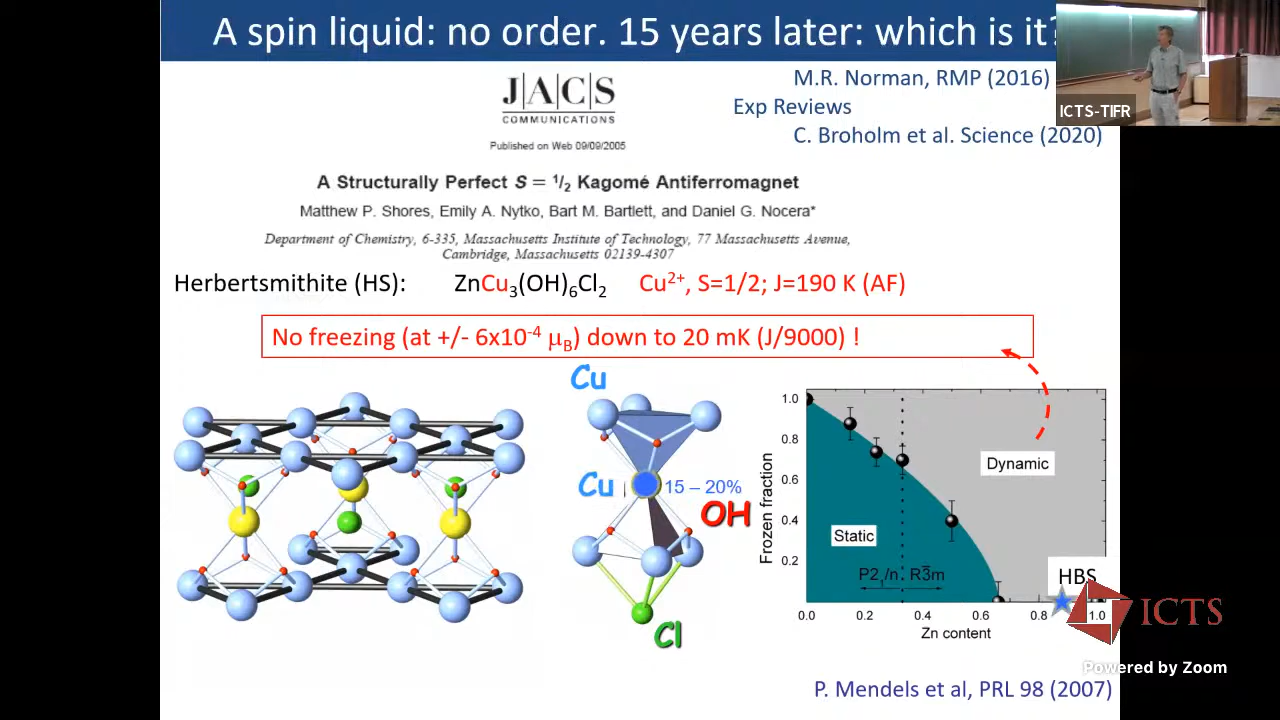 A spin liquid: no order. 15 years later: which is it?
ICTS-TIFR
M.R. Norman, RMP (2016)
Exp Reviews
C. Broholm et al. Science (2020)
J|A|C|S
COMMUNICATIONS
Published on Web 09/09/2005
A Structurally Perfect S = 1/2 Kagomé Antiferromagnet
Matthew P. Shores, Emily A. Nytko, Bart M. Bartlett, and Daniel G. Nocera*
Department of Chemistry, 6-335, Massachusetts Institute of Technology, 77 Massachusetts Avenue,
Cambridge, Massachusetts 02139-4307
Herbertsmithite (HS): ZnCu3(OH)6Cl2 Cu2+, S=1/2; J=190 K (AF)
No freezing (at +/- 6x10-4 μB) down to 20 mK (J/9000) !
Cu
Cu
15 – 20%
OH
Cl
Frozen fraction
1.0
0.8
0.6
0.4
0.2
Dynamic
Static
P21/n R3̅m
HBS
0.0 0.2 0.4 0.6 0.8 1.0
Zn content
ICTS
Powered by Zoom
P. Mendels et al, PRL 98 (2007)